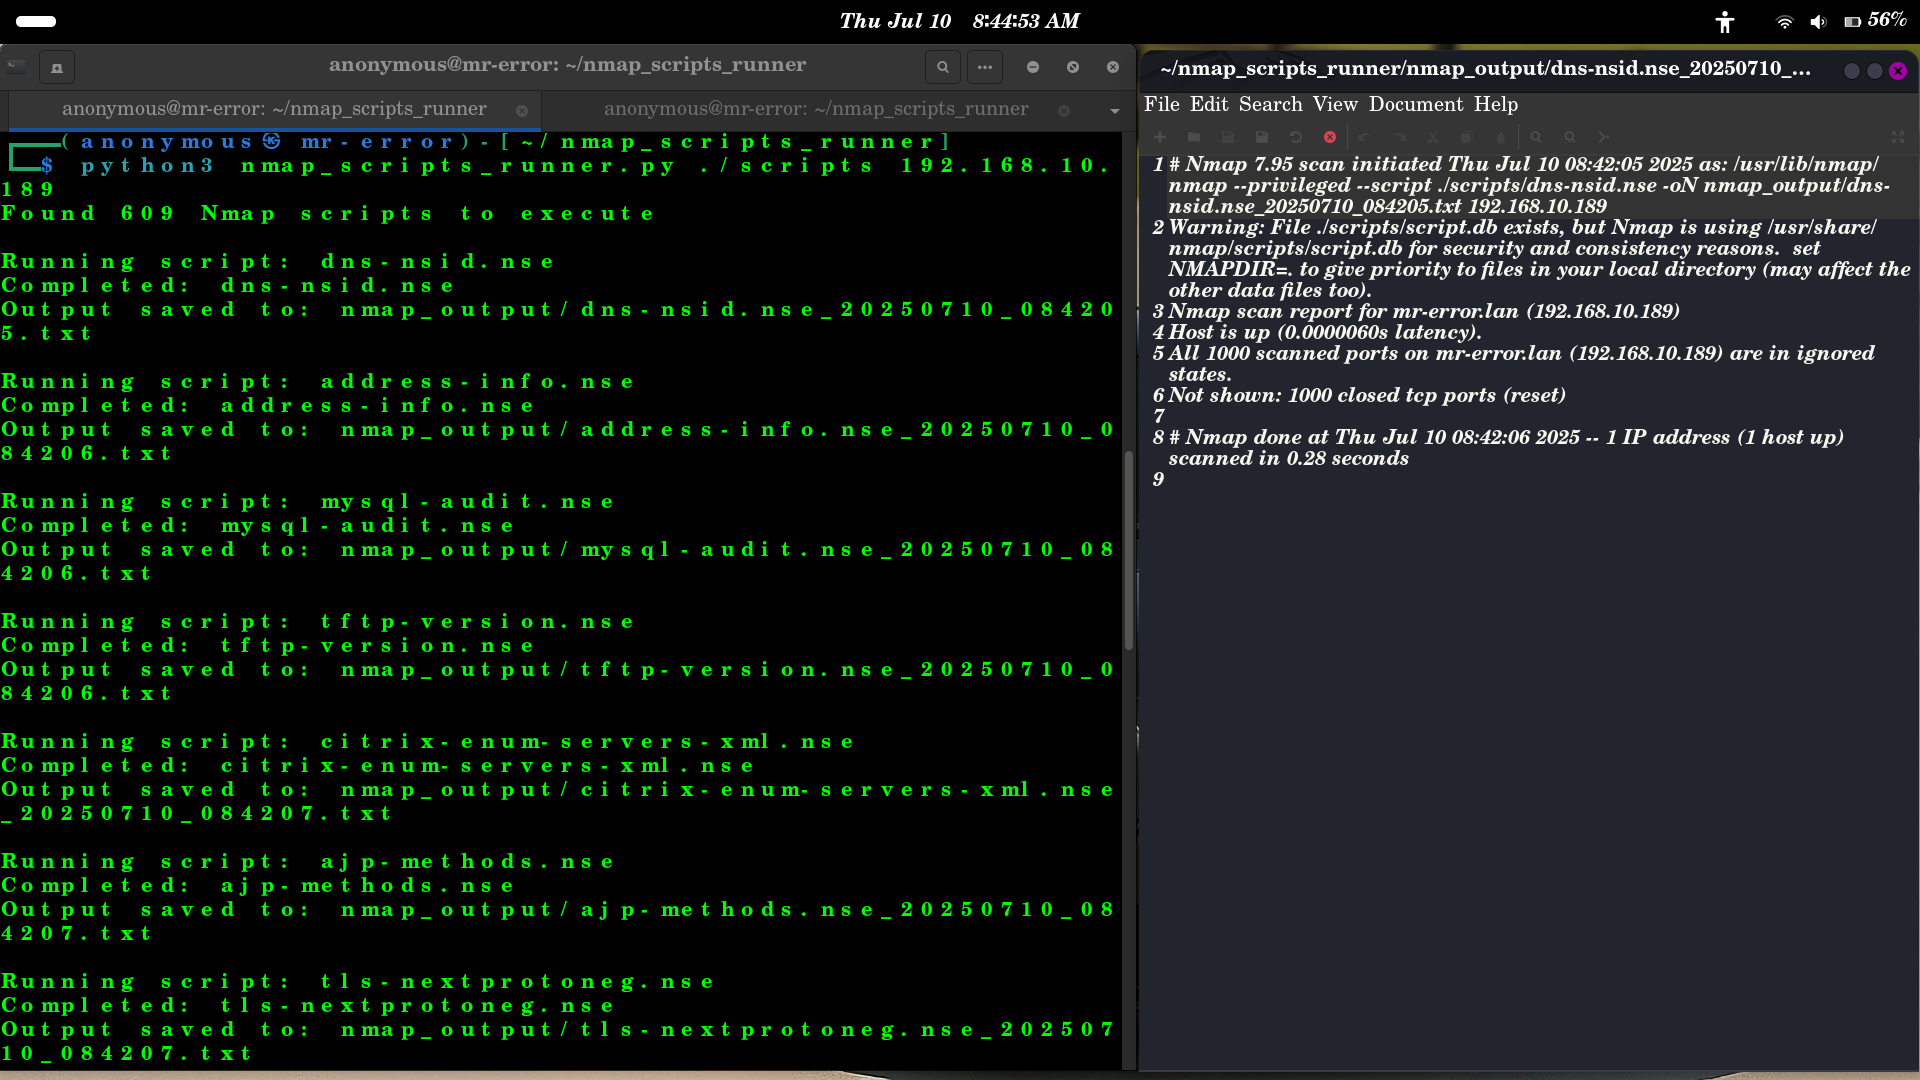 Thu Jul 10 8:44:53 AM
56%
anonymous@mr-error: ~/nmap_scripts_runner
anonymous@mr-error: ~/nmap_scripts_runner
anonymous@mr-error: ~/nmap_scripts_runner
(anonymous㉿mr-error)-[~/nmap_scripts_runner]
$ python3 nmap_scripts_runner.py ./scripts 192.168.10.
189
Found 609 Nmap scripts to execute
Running script: dns-nsid.nse
Completed: dns-nsid.nse
Output saved to: nmap_output/dns-nsid.nse_20250710_08420
5.txt
Running script: address-info.nse
Completed: address-info.nse
Output saved to: nmap_output/address-info.nse_20250710_0
84206.txt
Running script: mysql-audit.nse
Completed: mysql-audit.nse
Output saved to: nmap_output/mysql-audit.nse_20250710_08
4206.txt
Running script: tftp-version.nse
Completed: tftp-version.nse
Output saved to: nmap_output/tftp-version.nse_20250710_0
84206.txt
Running script: citrix-enum-servers-xml.nse
Completed: citrix-enum-servers-xml.nse
Output saved to: nmap_output/citrix-enum-servers-xml.nse
_20250710_084207.txt
Running script: ajp-methods.nse
Completed: ajp-methods.nse
Output saved to: nmap_output/ajp-methods.nse_20250710_08
4207.txt
Running script: tls-nextprotoneg.nse
Completed: tls-nextprotoneg.nse
Output saved to: nmap_output/tls-nextprotoneg.nse_202507
10_084207.txt
~/nmap_scripts_runner/nmap_output/dns-nsid.nse_20250710_...
File Edit Search View Document Help
1 # Nmap 7.95 scan initiated Thu Jul 10 08:42:05 2025 as: /usr/lib/nmap/
nmap --privileged --script ./scripts/dns-nsid.nse -oN nmap_output/dns-
nsid.nse_20250710_084205.txt 192.168.10.189
2 Warning: File ./scripts/script.db exists, but Nmap is using /usr/share/
nmap/scripts/script.db for security and consistency reasons.  set
NMAPDIR=. to give priority to files in your local directory (may affect the
other data files too).
3 Nmap scan report for mr-error.lan (192.168.10.189)
4 Host is up (0.0000060s latency).
5 All 1000 scanned ports on mr-error.lan (192.168.10.189) are in ignored
states.
6 Not shown: 1000 closed tcp ports (reset)
7
8 # Nmap done at Thu Jul 10 08:42:06 2025 -- 1 IP address (1 host up)
scanned in 0.28 seconds
9